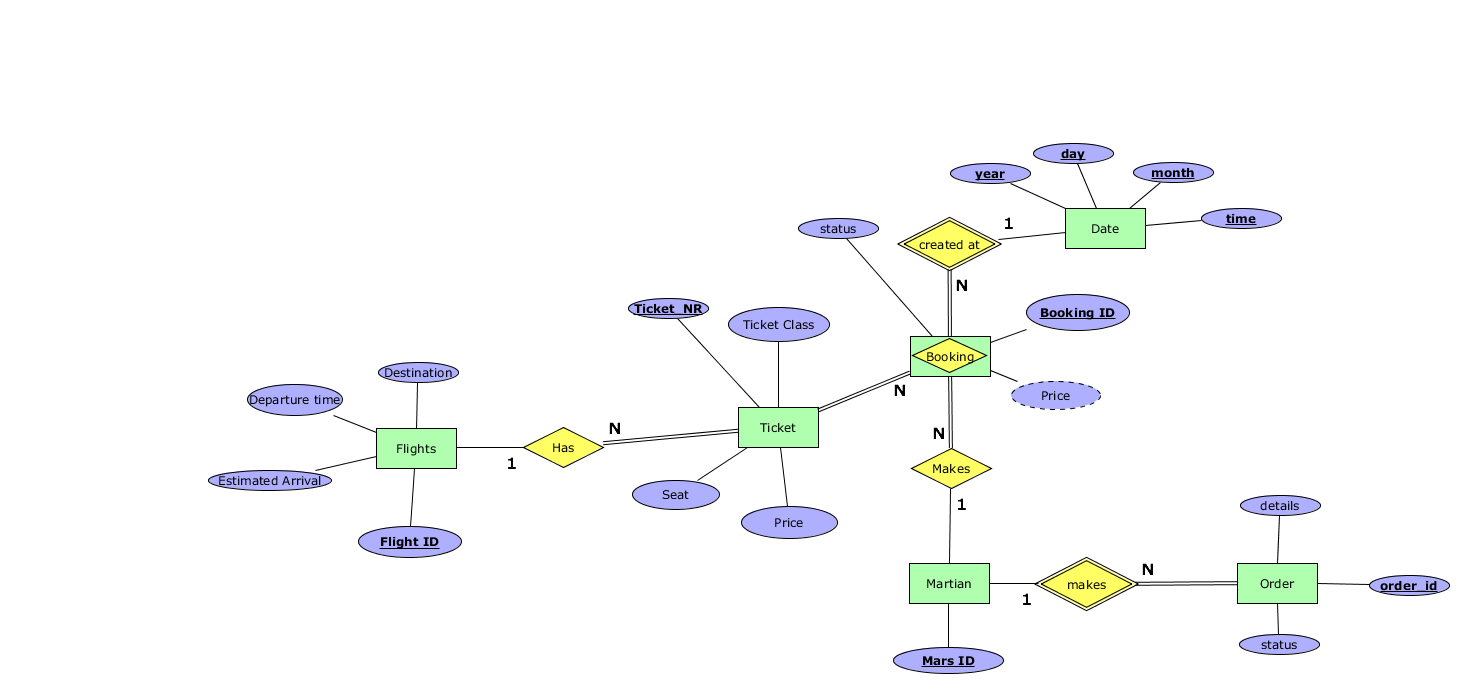 day
year
month
time
1
Date
status
created at
N
Booking ID
Ticket_NR
Ticket Class
Booking
Price
N
Destination
Departure time
N
Ticket
N
Flights
Has
1
Makes
Estimated Arrival
Seat
1
Price
details
Flight ID
N
Martian
makes
Order
order_id
1
status
Mars ID